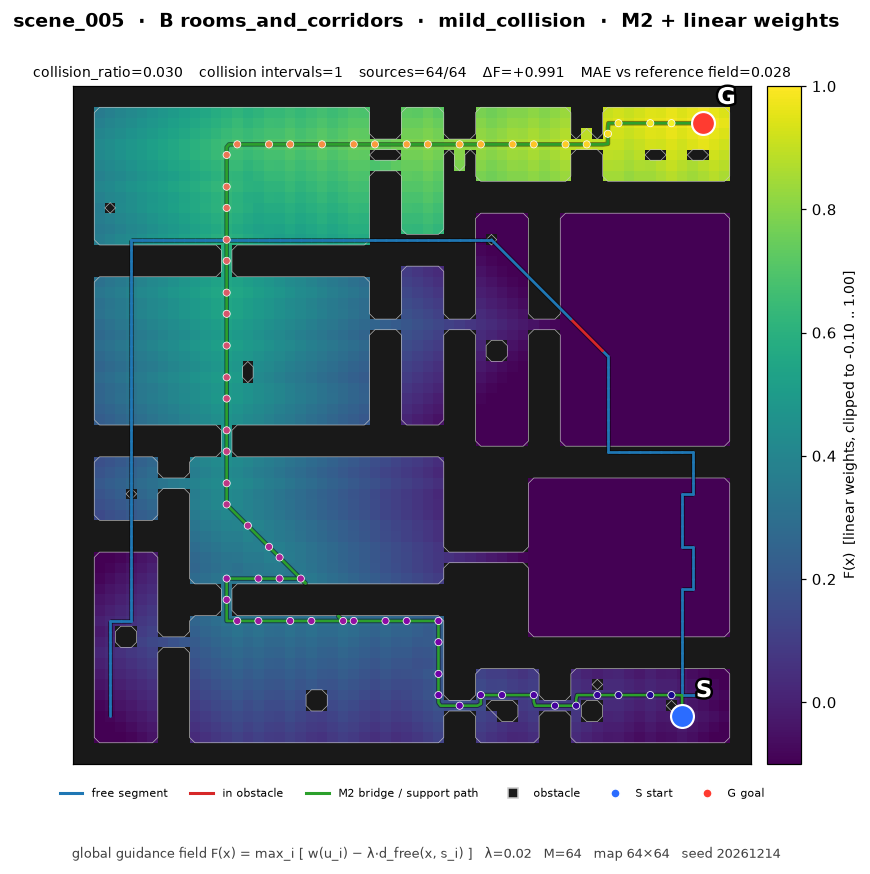 scene_005 · B rooms_and_corridors · mild_collision · M2 + linear weights
collision_ratio=0.030 collision intervals=1 sources=64/64 ΔF=+0.991 MAE vs reference field=0.028
G
S
1.0
0.8
0.6
0.4
0.2
0.0
F(x) [linear weights, clipped to -0.10 .. 1.00]
free segment
in obstacle
M2 bridge / support path
obstacle
S start
G goal
global guidance field F(x) = max_i [ w(u_i) − λ·d_free(x, s_i) ] λ=0.02 M=64 map 64×64 seed 20261214